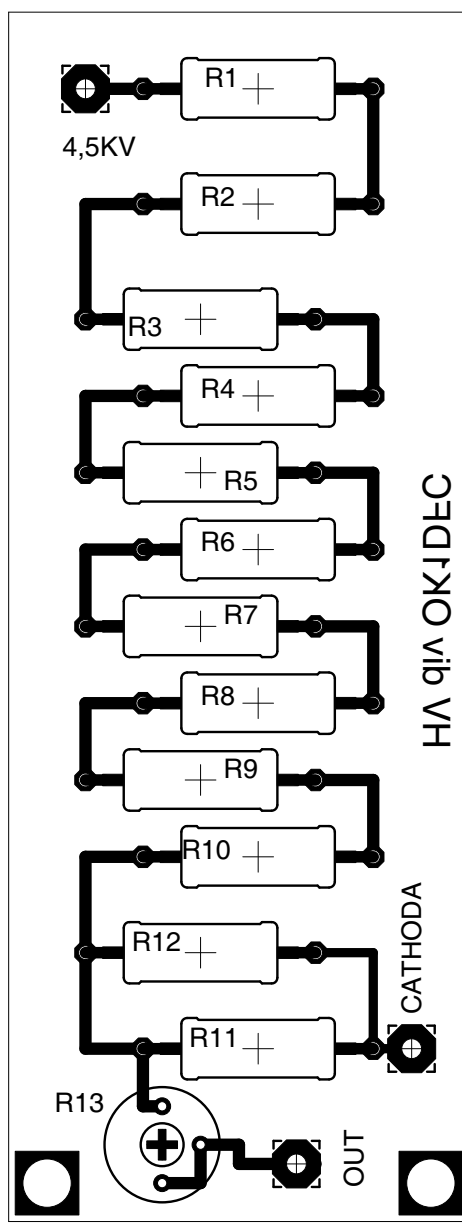 R1
4,5KV
R2
R3
R4
R5
R6
R7
R8
R9
R10
HV div OK1DFC
R12
CATHODA
R11
R13
OUT